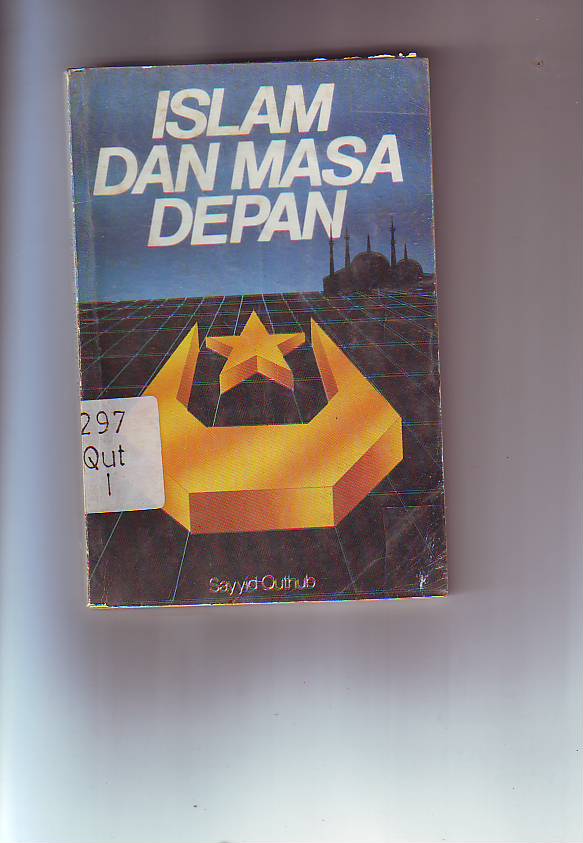 ISLAM
DAN MASA
DEPAN
297
Qut
I
Sayyid Quthub